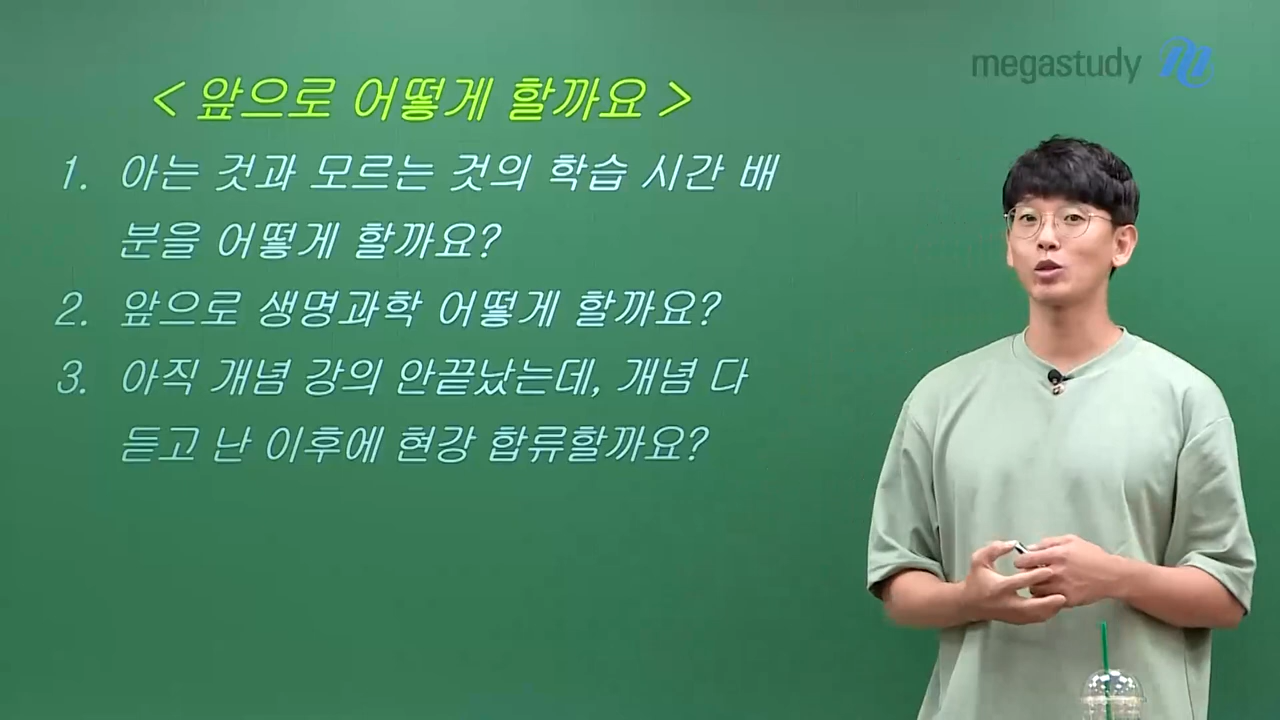 megastudy
< 앞으로 어떻게 할까요 >
1. 아는 것과 모르는 것의 학습 시간 배
분을 어떻게 할까요?
2. 앞으로 생명과학 어떻게 할까요?
3. 아직 개념 강의 안끝났는데, 개념 다
듣고 난 이후에 현강 합류할까요?